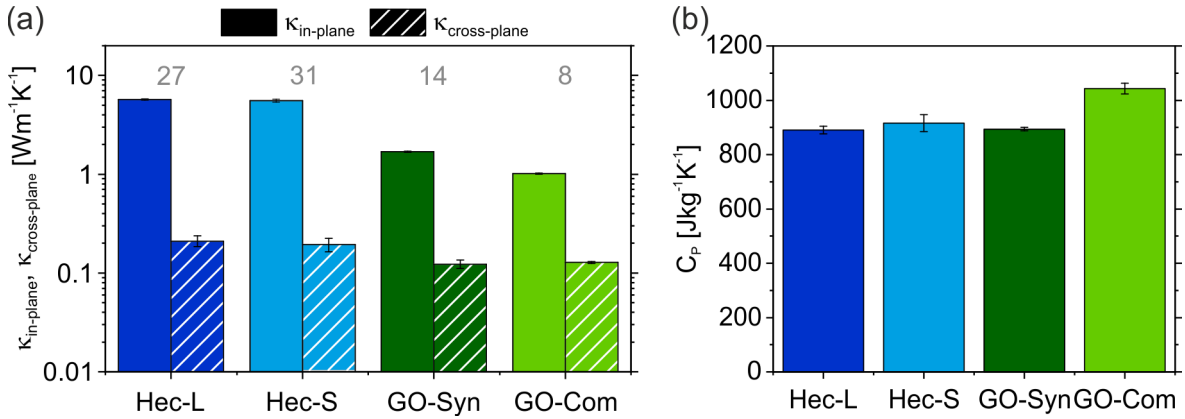 (a)
κin-plane κcross-plane
κin-plane, κcross-plane [Wm⁻¹K⁻¹]
10
1
0.1
0.01
27 31 14 8
Hec-L Hec-S GO-Syn GO-Com
(b)
CP [Jkg⁻¹K⁻¹]
1200
1000
800
600
400
200
0
Hec-L Hec-S GO-Syn GO-Com